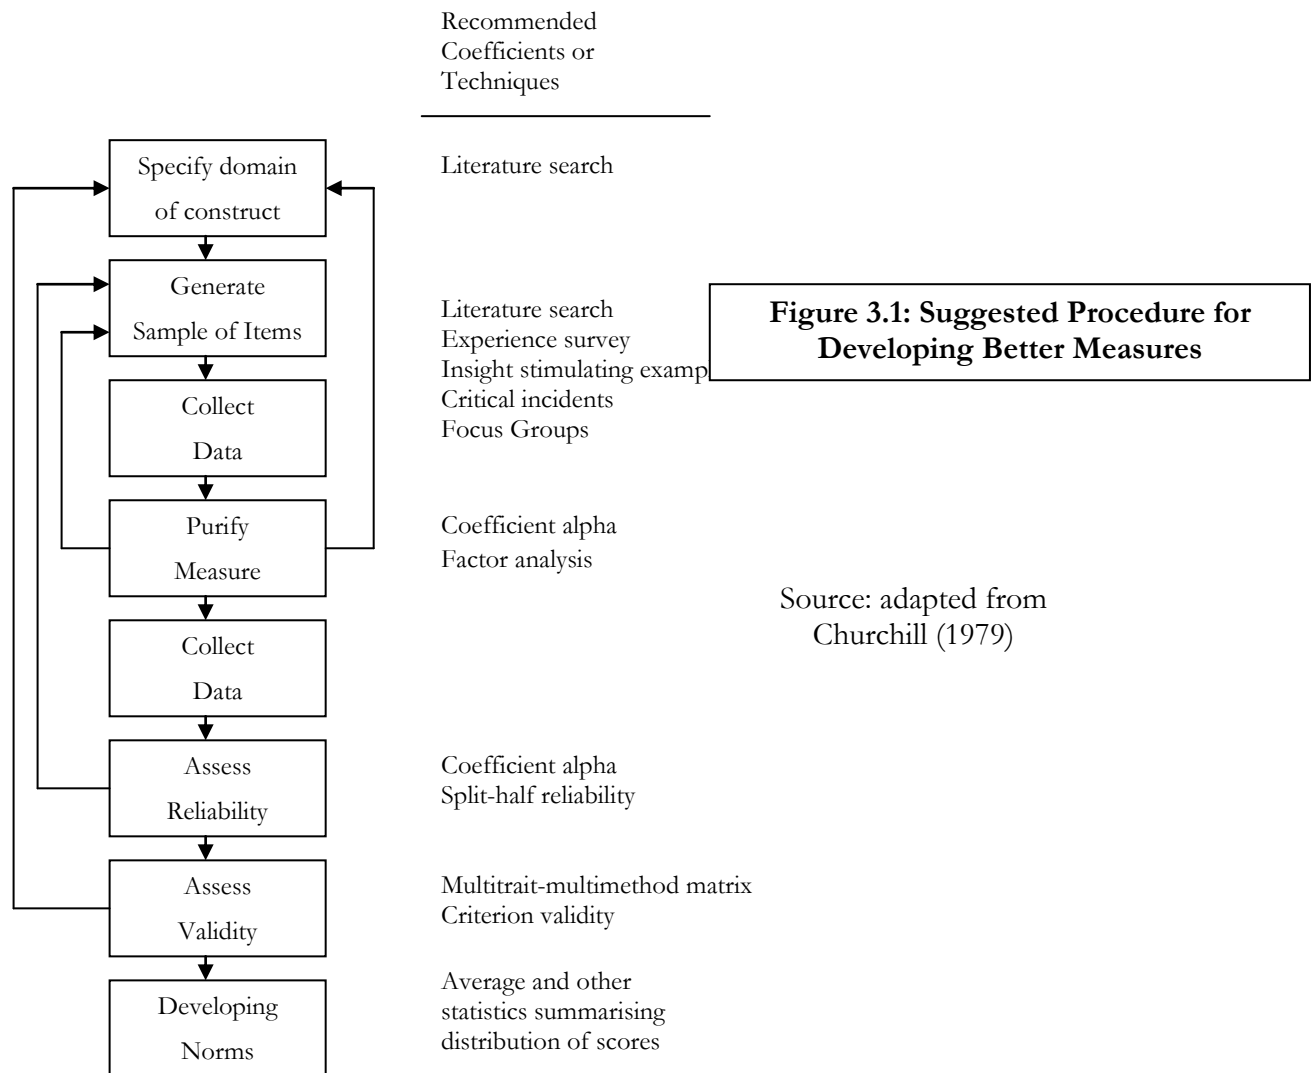 Recommended
Coefficients or
Techniques
Specify domain
of construct
Literature search
Generate
Sample of Items
Literature search
Experience survey
Insight stimulating examp
Critical incidents
Focus Groups
Figure 3.1: Suggested Procedure for
Developing Better Measures
Collect
Data
Purify
Measure
Coefficient alpha
Factor analysis
Source: adapted from
Churchill (1979)
Collect
Data
Assess
Reliability
Coefficient alpha
Split-half reliability
Assess
Validity
Multitrait-multimethod matrix
Criterion validity
Developing
Norms
Average and other
statistics summarising
distribution of scores